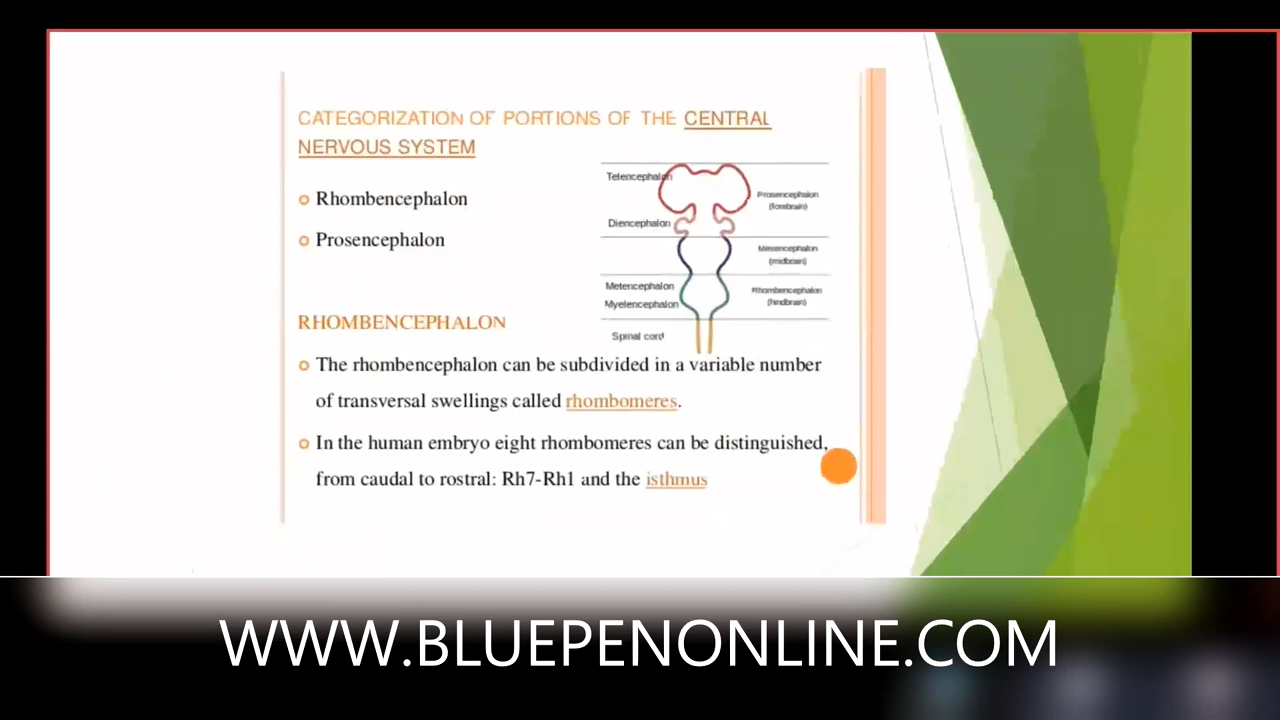 CATEGORIZATION OF PORTIONS OF THE CENTRAL
NERVOUS SYSTEM
Rhombencephalon
Prosencephalon
Telencephalon
Prosencephalon
(forebrain)
Diencephalon
Mesencephalon
(midbrain)
Metencephalon
Myelencephalon
Rhombencephalon
(hindbrain)
Spinal cord
RHOMBENCEPHALON
The rhombencephalon can be subdivided in a variable number
of transversal swellings called rhombomeres.
In the human embryo eight rhombomeres can be distinguished,
from caudal to rostral: Rh7-Rh1 and the isthmus
WWW.BLUEPENONLINE.COM